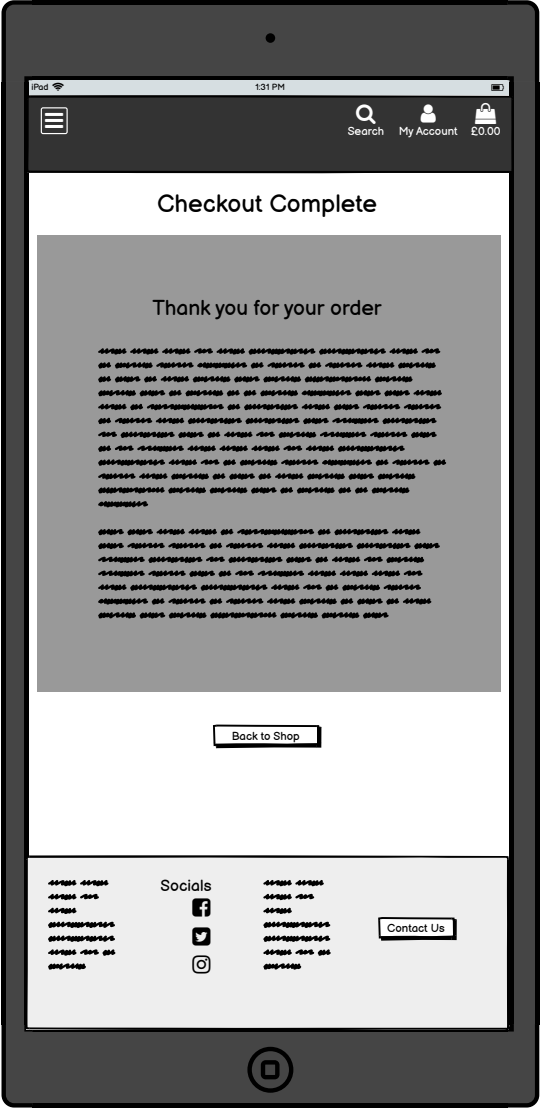 iPad 1:31 PM
Search My Account £0.00
Checkout Complete
Thank you for your order
Back to Shop
Socials
Contact Us